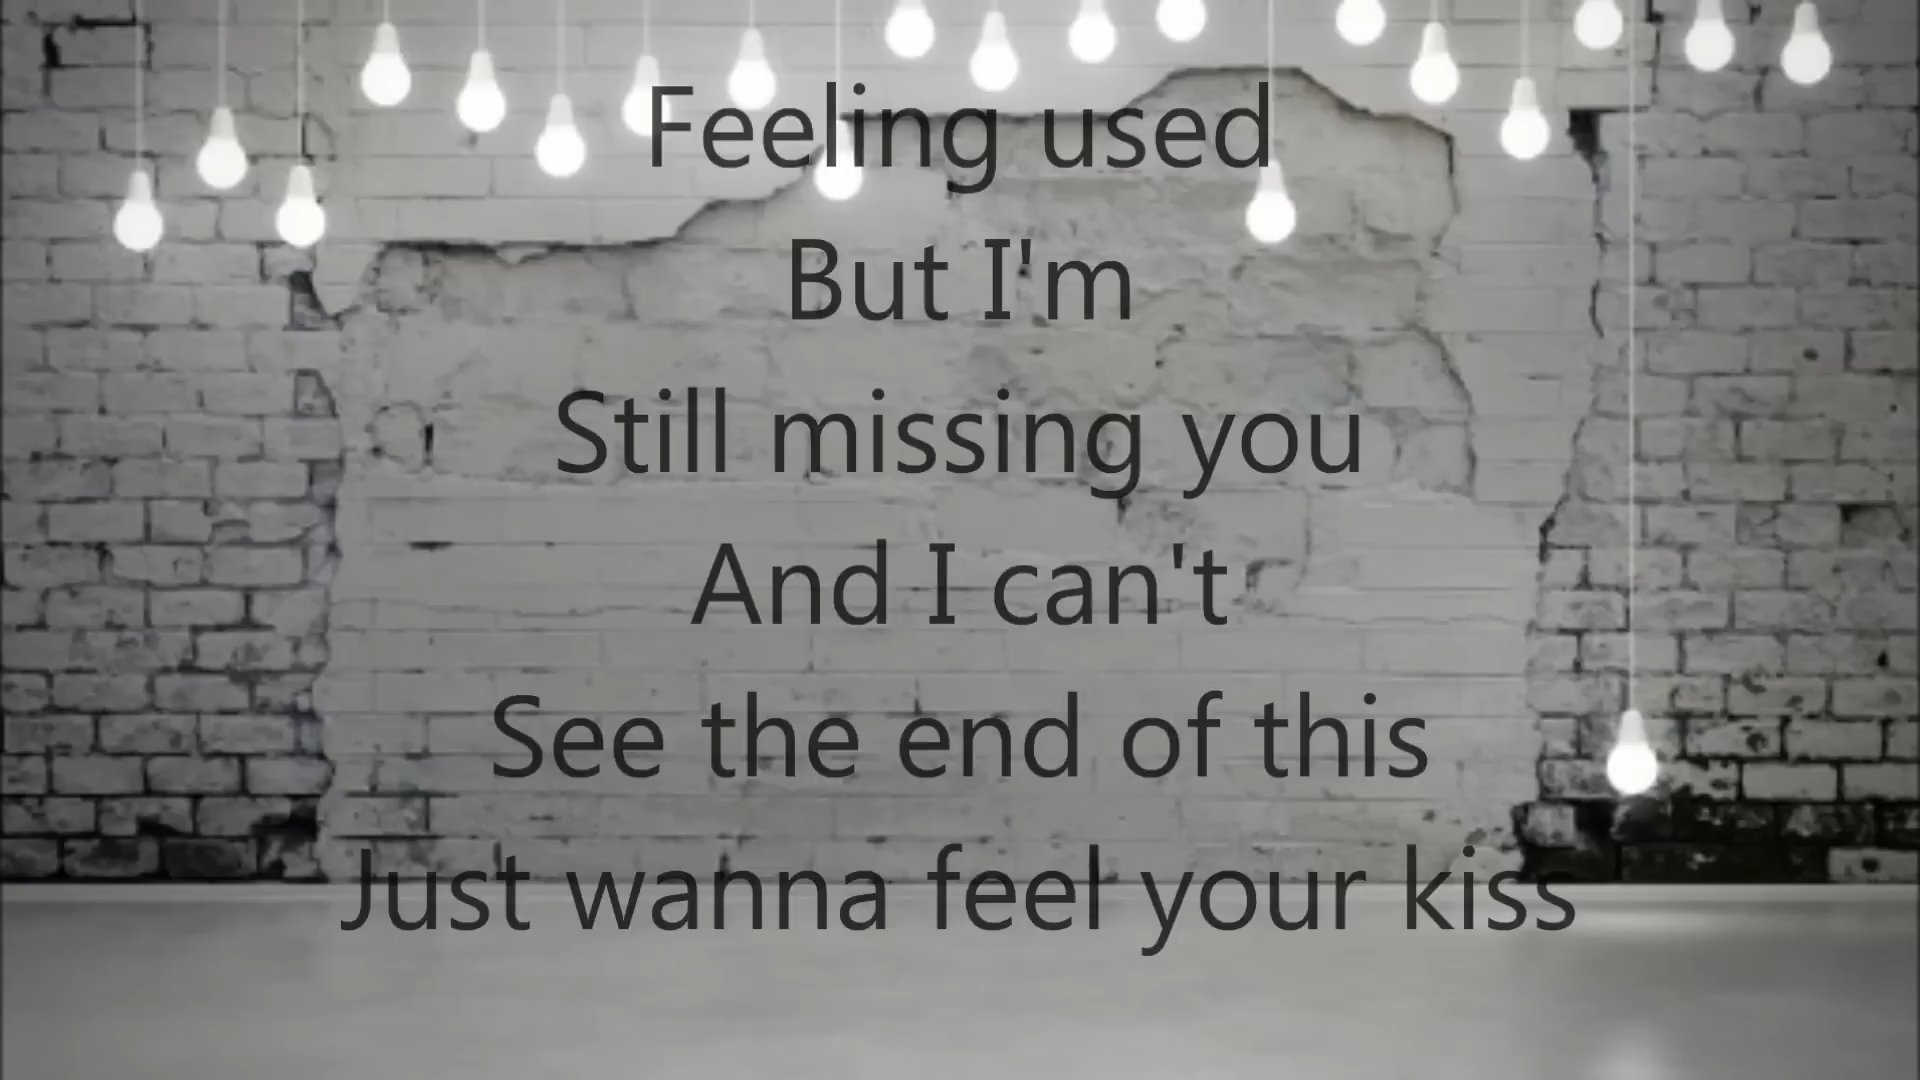 Feeling used
But I'm
Still missing you
And I can't
See the end of this
Just wanna feel your kiss